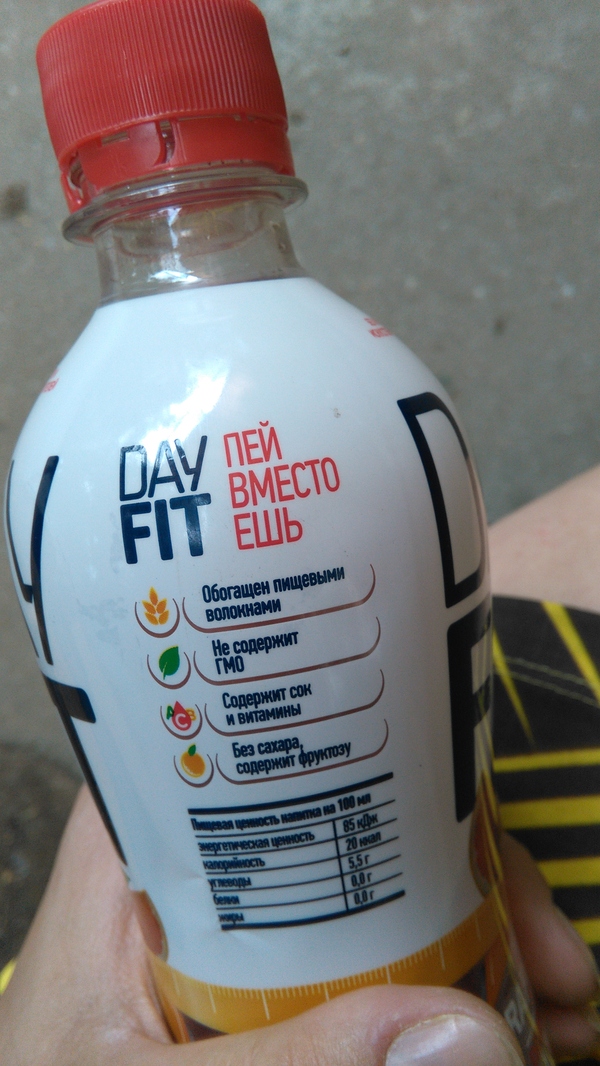 DAY
FIT
ПЕЙ
ВМЕСТО
ЕШЬ
Обогащен пищевыми
волокнами
Не содержит
ГМО
А С В
Содержит сок
и витамины
Без сахара,
содержит фруктозу
Пищевая ценность напитка на 100 мл
энергетическая ценность 85 кДж
калорийность 20 ккал
углеводы 5,5 г
белки 0,0 г
жиры 0,0 г